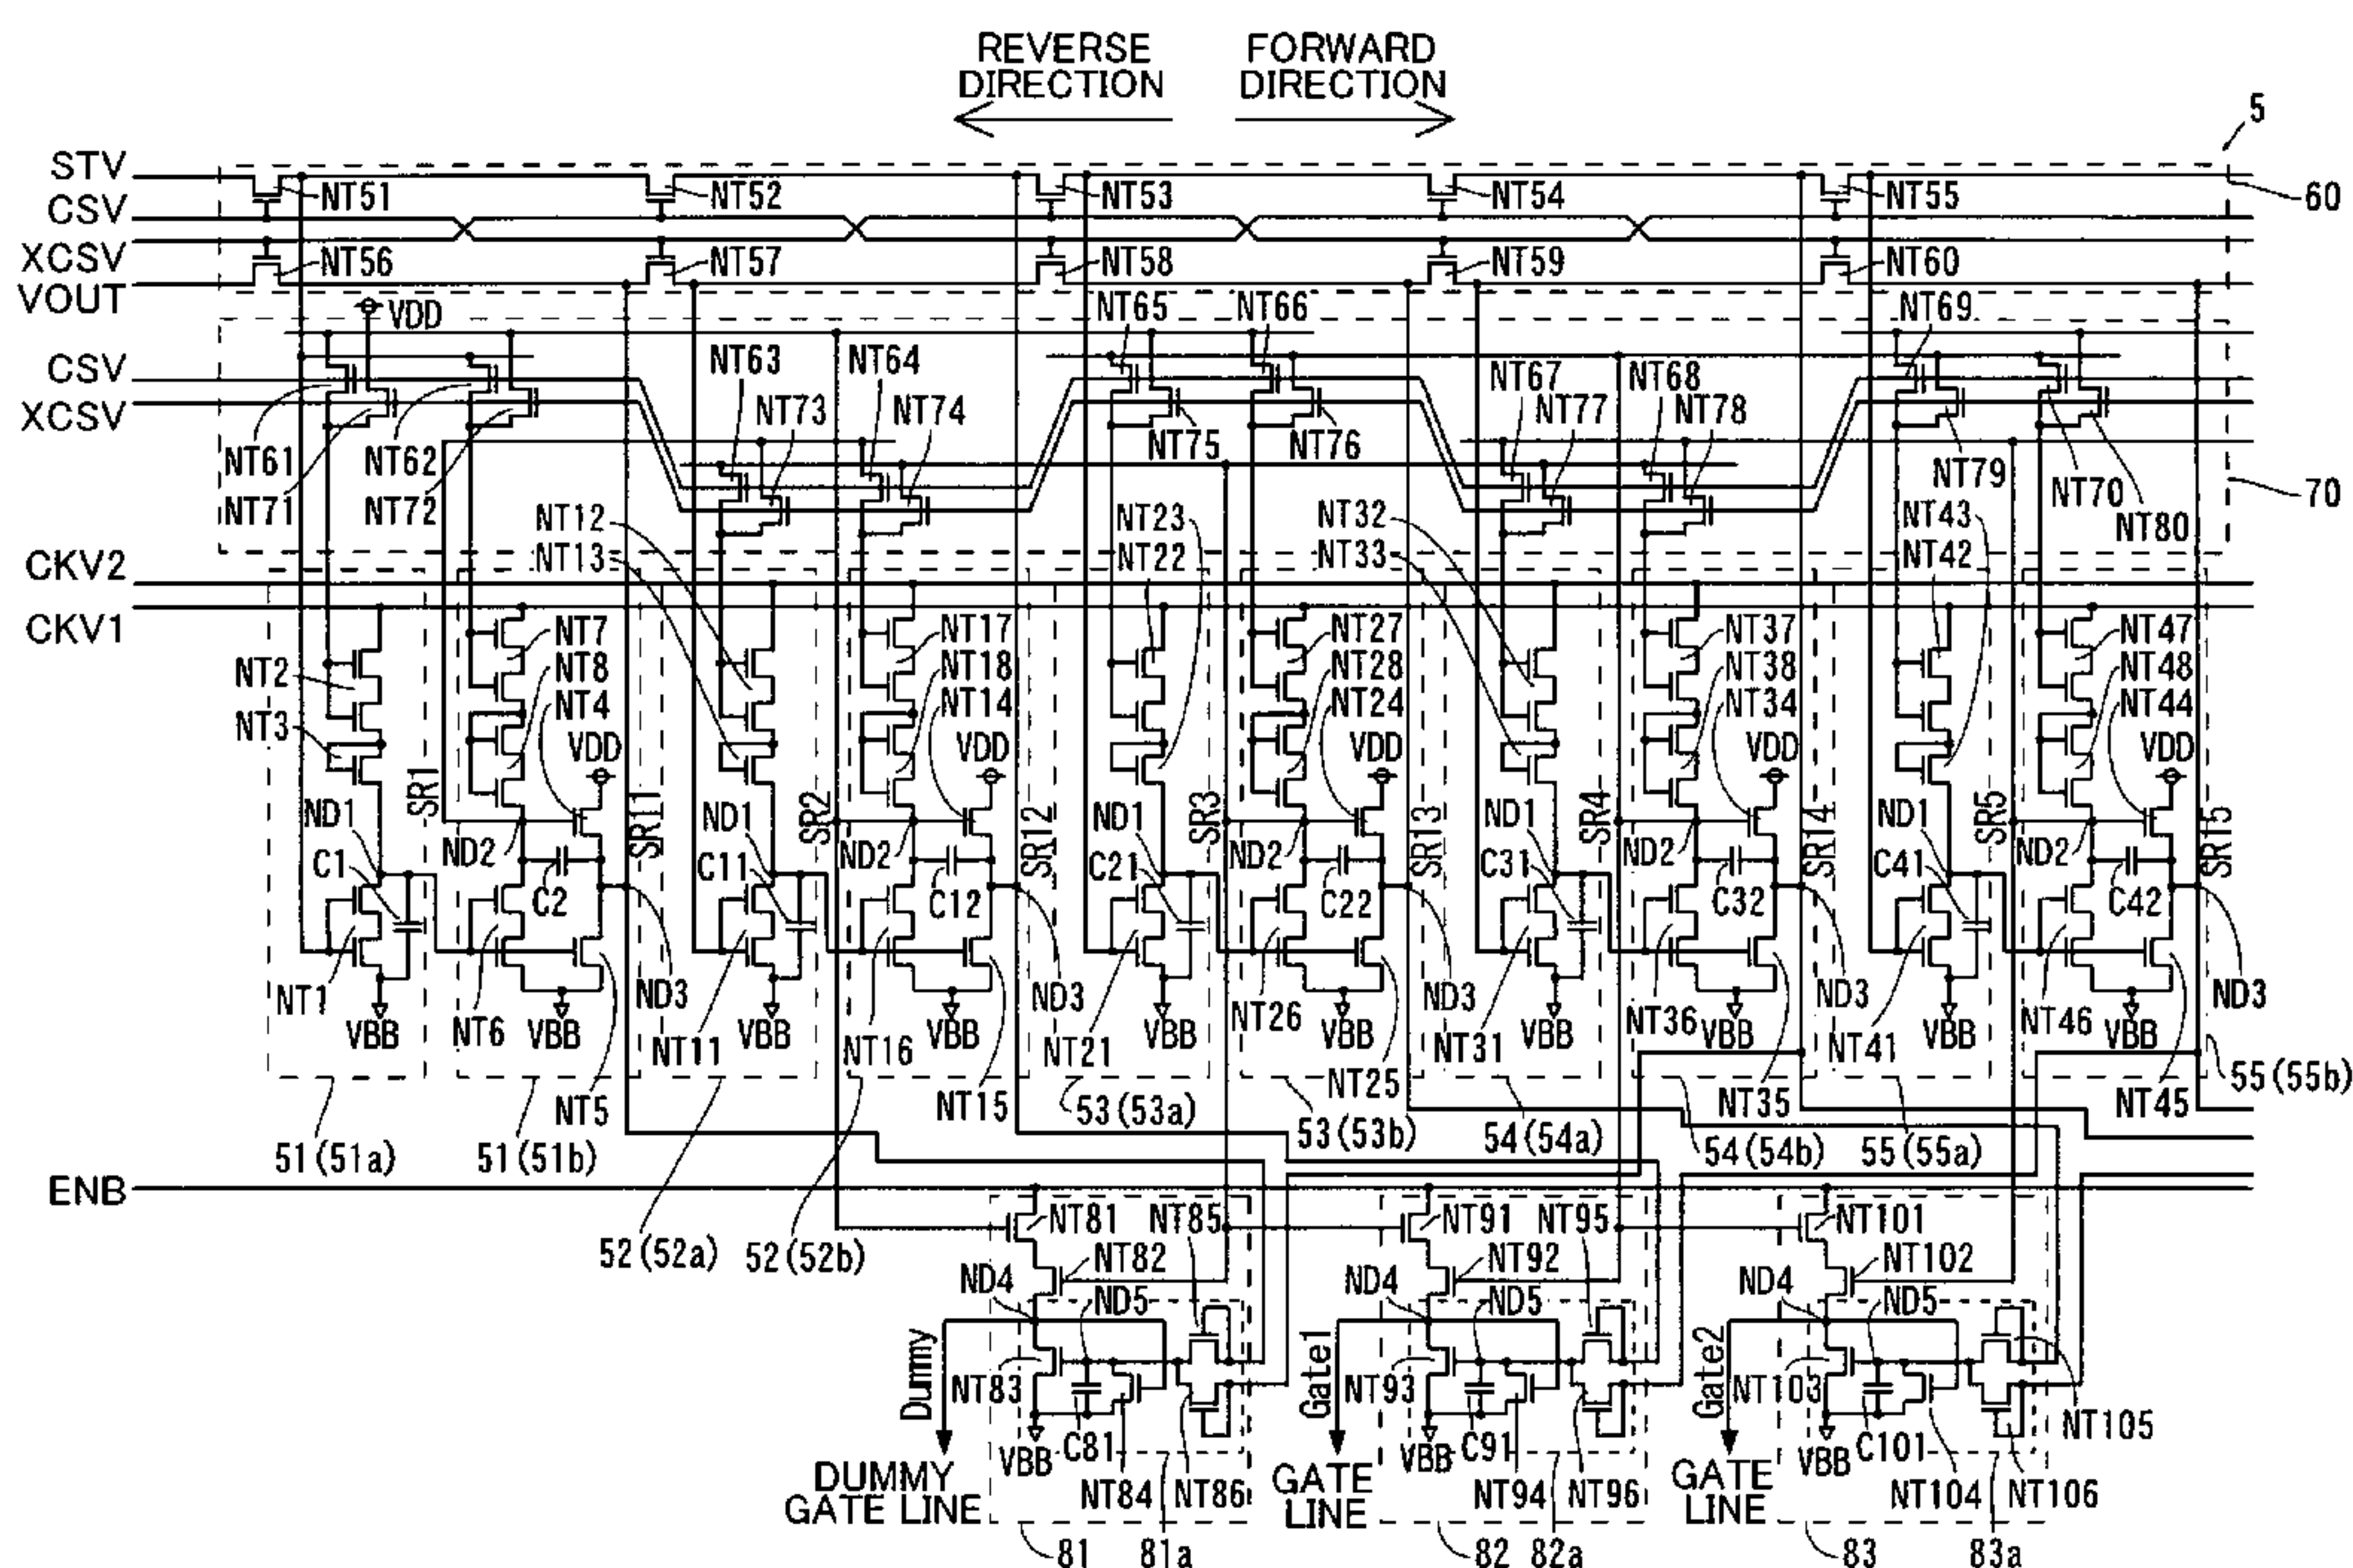 REVERSE DIRECTION
FORWARD DIRECTION
5
STV
NT51
NT52
NT53
NT54
NT55
60
CSV
XCSV
NT56
NT57
NT58
NT59
NT60
VOUT
VDD
NT65
NT66
NT69
CSV
NT63
NT64
NT67
NT68
XCSV
NT73
NT74
NT75
NT76
NT77
NT78
NT61
NT62
NT79
NT70
70
NT71
NT72
NT12
NT23
NT32
NT43
NT80
CKV2
NT13
NT22
NT33
NT42
CKV1
NT7
NT17
NT27
NT37
NT47
NT2
NT8
NT18
NT28
NT38
NT48
NT3
NT4
NT14
NT24
NT34
NT44
VDD
VDD
VDD
VDD
VDD
SR1
SR11
SR2
SR12
SR3
SR13
SR4
SR14
SR5
SR15
ND1
ND2
ND1
ND2
ND1
ND2
ND1
ND2
ND1
ND2
C1
C2
C11
C12
C21
C22
C31
C32
C41
C42
NT1
NT6
ND3
NT11
NT16
ND3
NT21
NT26
ND3
NT31
NT36
ND3
NT41
NT46
ND3
VBB
VBB
VBB
VBB
VBB
VBB
VBB
VBB
VBB
VBB
NT5
NT15
NT25
NT35
NT45
51(51a)
51(51b)
53(53a)
53(53b)
54(54a)
54(54b)
55(55a)
55(55b)
ENB
52(52a)
52(52b)
NT81
NT85
NT91
NT95
NT101
NT82
NT92
NT102
ND4
ND5
ND4
ND5
ND4
ND5
Dummy
NT83
Gate1
NT93
Gate2
NT103
NT105
VBB
C81
VBB
C91
VBB
C101
DUMMY GATE LINE
NT84
NT86
GATE LINE
NT94
NT96
GATE LINE
NT104
NT106
81
81a
82
82a
83
83a